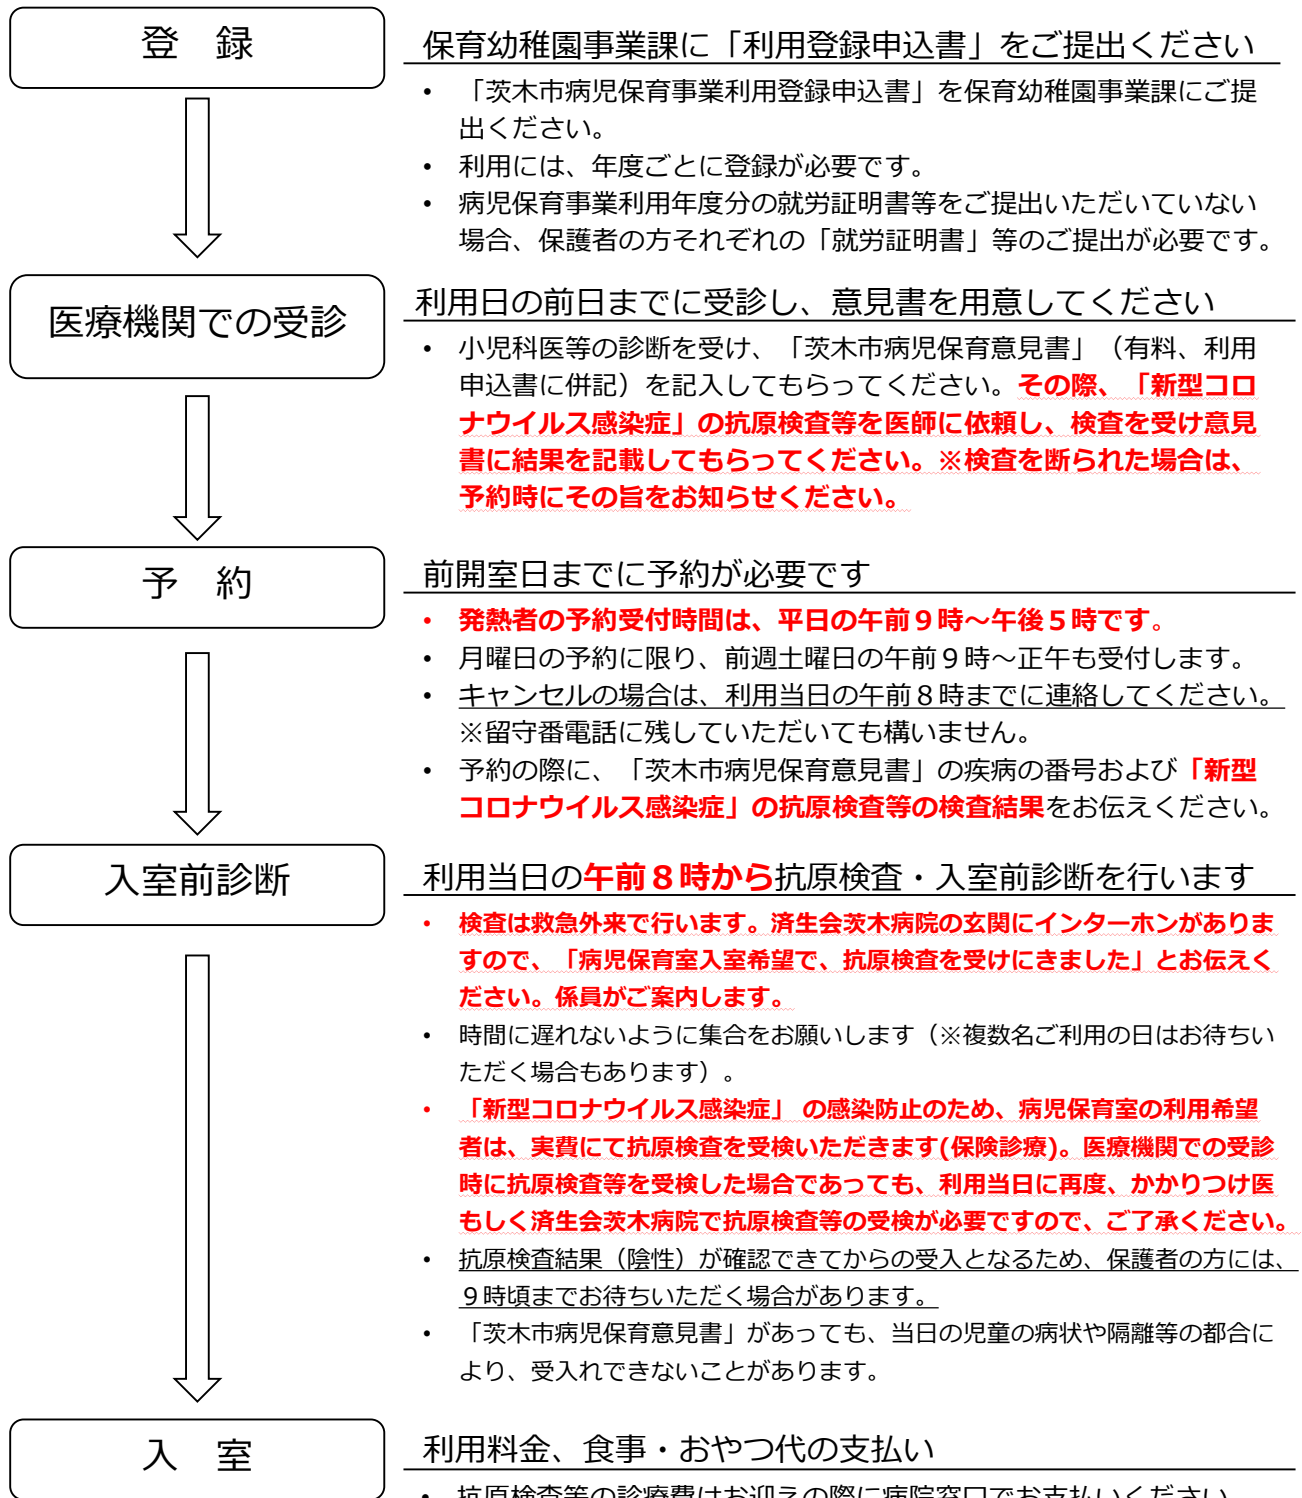 登　録
保育幼稚園事業課に「利用登録申込書」をご提出ください
• 「茨木市病児保育事業利用登録申込書」を保育幼稚園事業課にご提
出ください。
• 利用には、年度ごとに登録が必要です。
• 病児保育事業利用年度分の就労証明書等をご提出いただいていない
場合、保護者の方それぞれの「就労証明書」等のご提出が必要です。
医療機関での受診
利用日の前日までに受診し、意見書を用意してください
• 小児科医等の診断を受け、「茨木市病児保育意見書」（有料、利用
申込書に併記）を記入してもらってください。その際、「新型コロ
ナウイルス感染症」の抗原検査等を医師に依頼し、検査を受け意見
書に結果を記載してもらってください。※検査を断られた場合は、
予約時にその旨をお知らせください。
予　約
前開室日までに予約が必要です
• 発熱者の予約受付時間は、平日の午前９時～午後５時です。
• 月曜日の予約に限り、前週土曜日の午前９時～正午も受付します。
• キャンセルの場合は、利用当日の午前８時までに連絡してください。
※留守番電話に残していただいても構いません。
• 予約の際に、「茨木市病児保育意見書」の疾病の番号および「新型
コロナウイルス感染症」の抗原検査等の検査結果をお伝えください。
入室前診断
利用当日の午前８時から抗原検査・入室前診断を行います
• 検査は救急外来で行います。済生会茨木病院の玄関にインターホンがありま
すので、「病児保育室入室希望で、抗原検査を受けにきました」とお伝えく
ださい。係員がご案内します。
• 時間に遅れないように集合をお願いします（※複数名ご利用の日はお待ちい
ただく場合もあります）。
• 「新型コロナウイルス感染症」 の感染防止のため、病児保育室の利用希望
者は、実費にて抗原検査を受検いただきます(保険診療)。医療機関での受診
時に抗原検査等を受検した場合であっても、利用当日に再度、かかりつけ医
もしく済生会茨木病院で抗原検査等の受検が必要ですので、ご了承ください。
• 抗原検査結果（陰性）が確認できてからの受入となるため、保護者の方には、
９時頃までお待ちいただく場合があります。
• 「茨木市病児保育意見書」があっても、当日の児童の病状や隔離等の都合に
より、受入れできないことがあります。
入　室
利用料金、食事・おやつ代の支払い
• 抗原検査等の診療費はお迎えの際に病院窓口でお支払いください